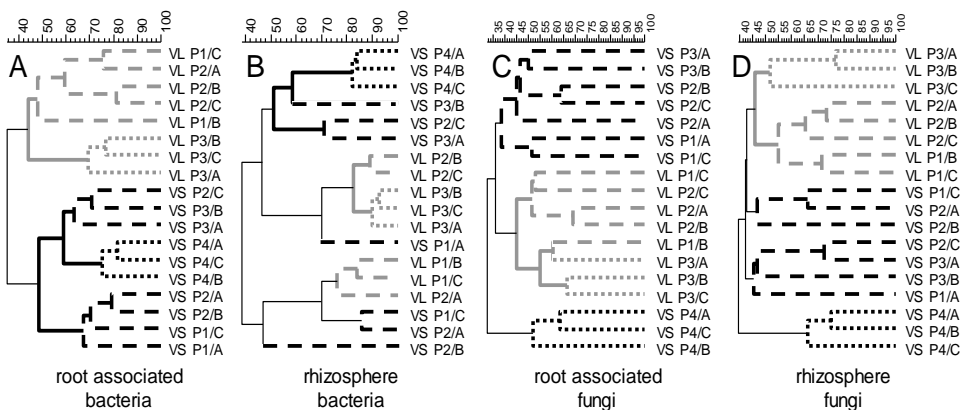 A
40 50 60 70 80 90 100
VL P1/C
VL P2/A
VL P2/B
VL P2/C
VL P1/B
VL P3/B
VL P3/C
VL P3/A
VS P2/C
VS P3/B
VS P3/A
VS P4/A
VS P4/C
VS P4/B
VS P2/A
VS P2/B
VS P1/C
VS P1/A
root associated
bacteria
B
40 50 60 70 80 90 100
VS P4/A
VS P4/B
VS P4/C
VS P3/B
VS P2/C
VS P3/A
VL P2/B
VL P2/C
VL P3/B
VL P3/C
VL P3/A
VS P1/A
VL P1/B
VL P1/C
VL P2/A
VS P1/C
VS P2/A
VS P2/B
rhizosphere
bacteria
C
35 40 45 50 55 60 65 70 75 80 85 90 95 100
VS P3/A
VS P3/B
VS P2/B
VS P2/C
VS P2/A
VS P1/A
VS P1/C
VL P1/C
VL P2/C
VL P2/A
VL P2/B
VL P1/B
VL P3/A
VL P3/B
VL P3/C
VS P4/A
VS P4/C
VS P4/B
root associated
fungi
D
40 45 50 55 60 65 70 75 80 85 90 95 100
VL P3/A
VL P3/B
VL P3/C
VL P2/A
VL P2/B
VL P2/C
VL P1/B
VL P1/C
VS P1/C
VS P2/A
VS P2/B
VS P2/C
VS P3/A
VS P3/B
VS P1/A
VS P4/A
VS P4/B
VS P4/C
rhizosphere
fungi